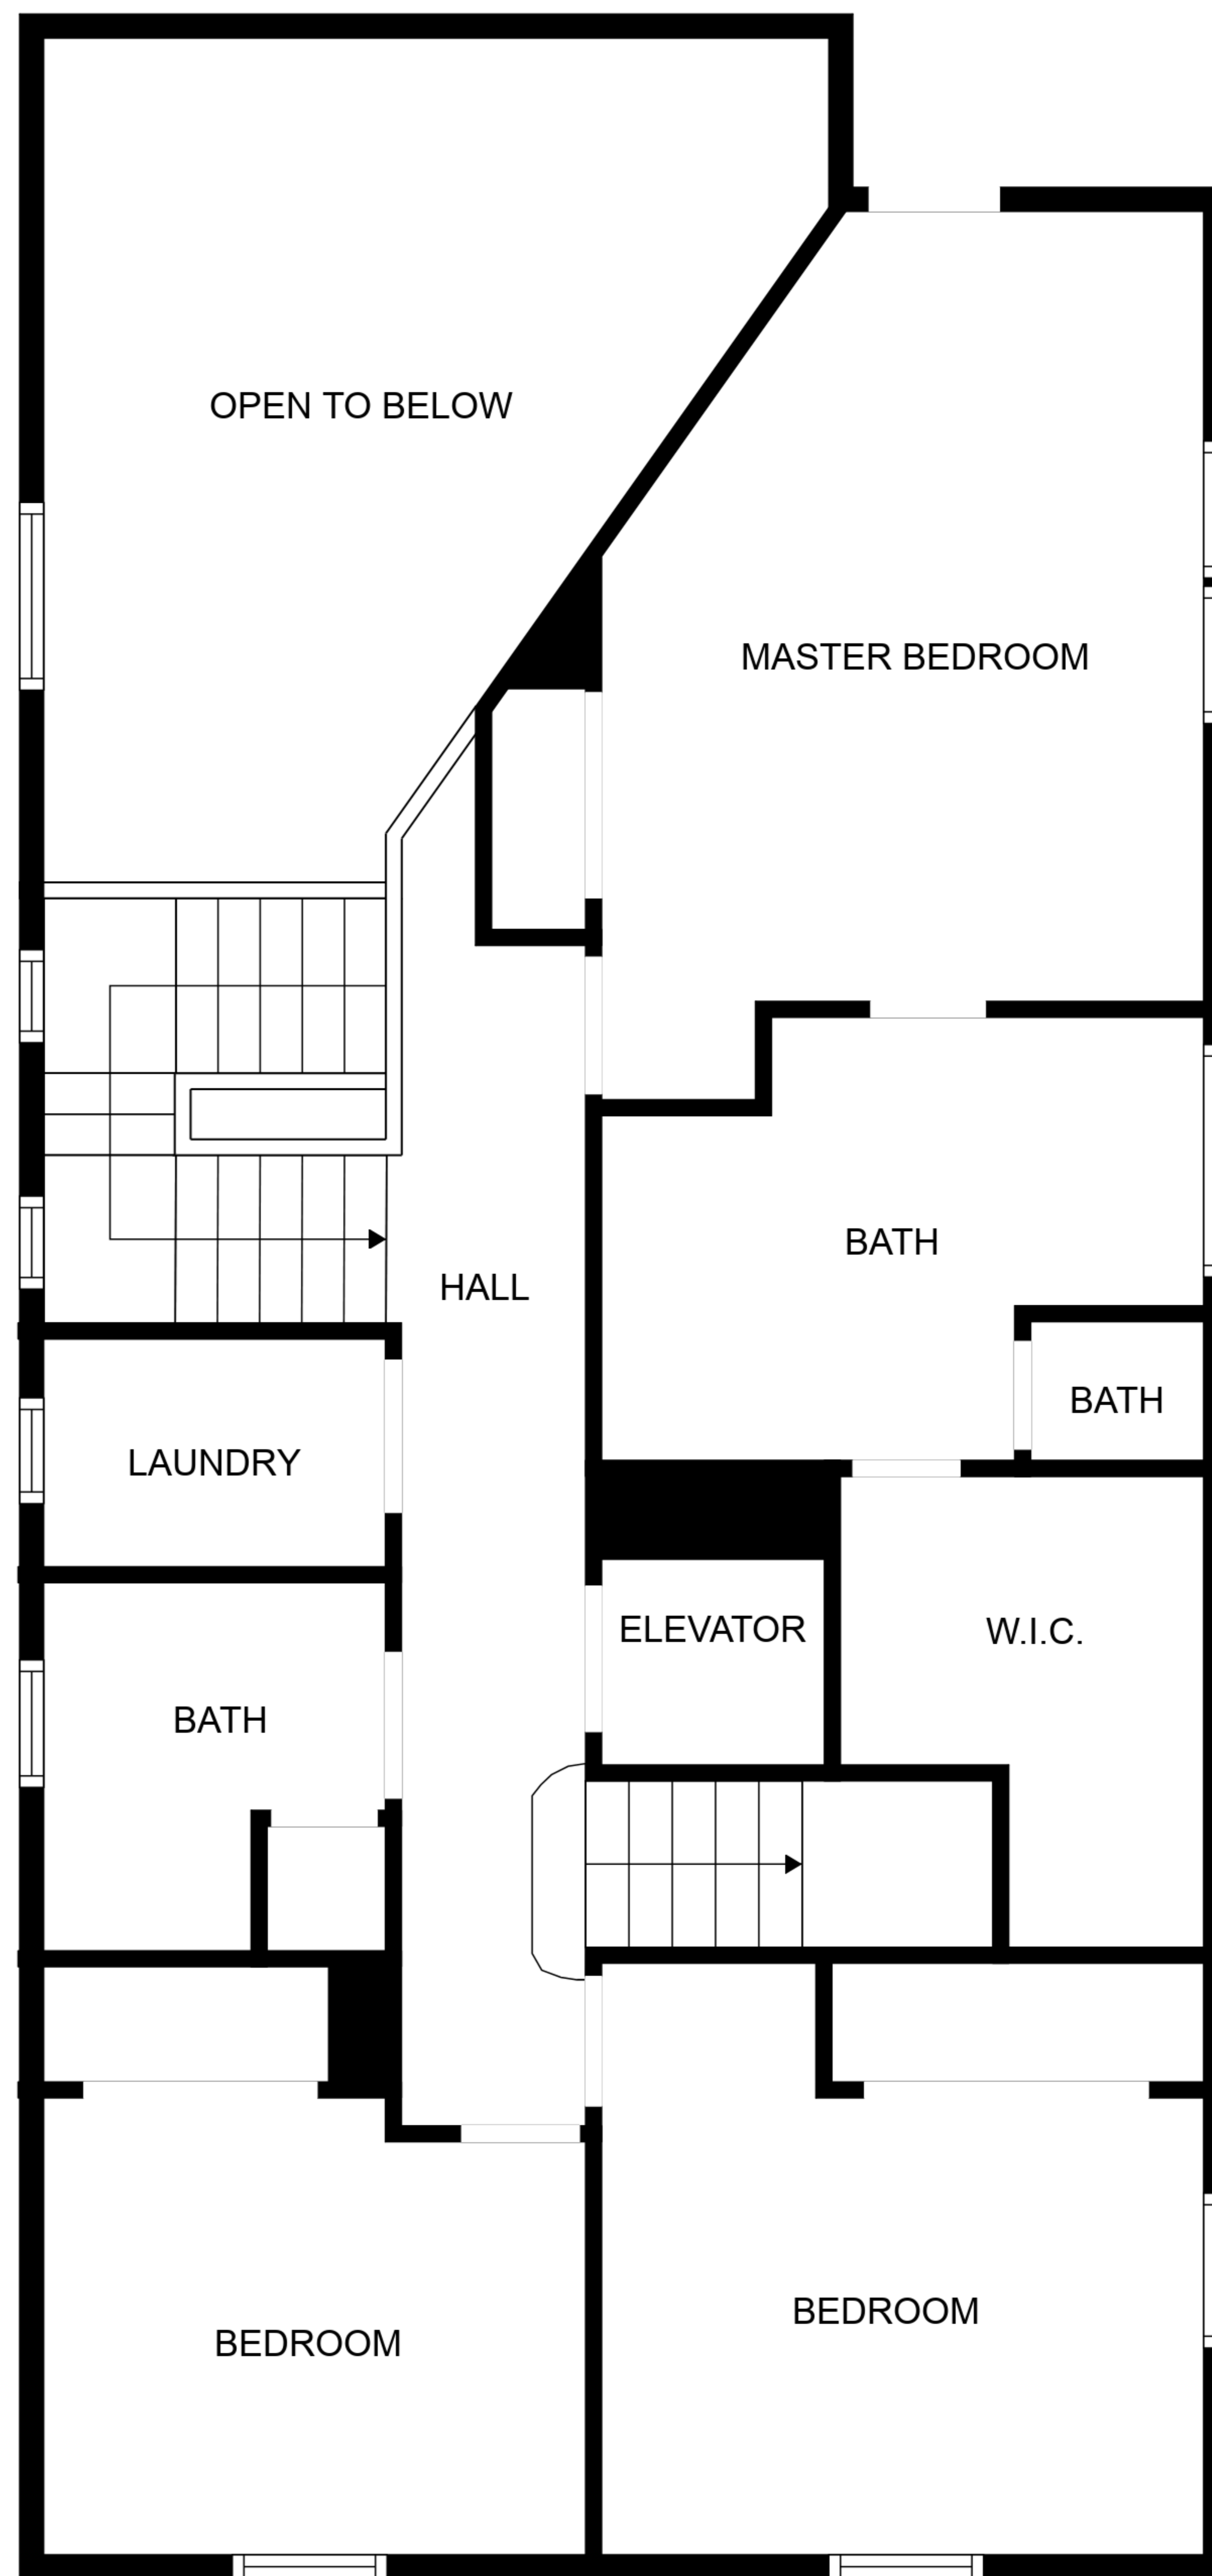 OPEN TO BELOW
MASTER BEDROOM
BATH
HALL
BATH
LAUNDRY
ELEVATOR
W.I.C.
BATH
BEDROOM
BEDROOM